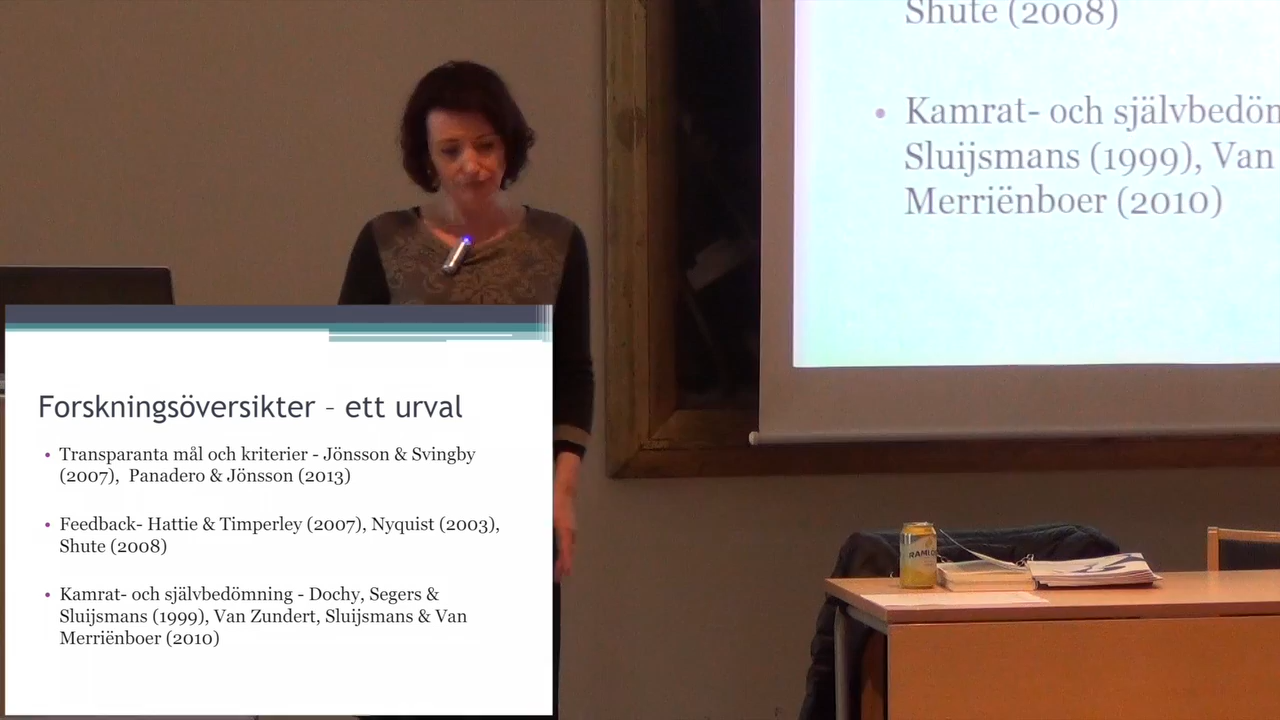 Shute (2008)
• Kamrat- och självbedöm
Sluijsmans (1999), Van
Merriënboer (2010)
Forskningsöversikter – ett urval
• Transparanta mål och kriterier - Jönsson & Svingby
(2007), Panadero & Jönsson (2013)
• Feedback- Hattie & Timperley (2007), Nyquist (2003),
Shute (2008)
• Kamrat- och självbedömning - Dochy, Segers &
Sluijsmans (1999), Van Zundert, Sluijsmans & Van
Merriënboer (2010)
RAMLÖ